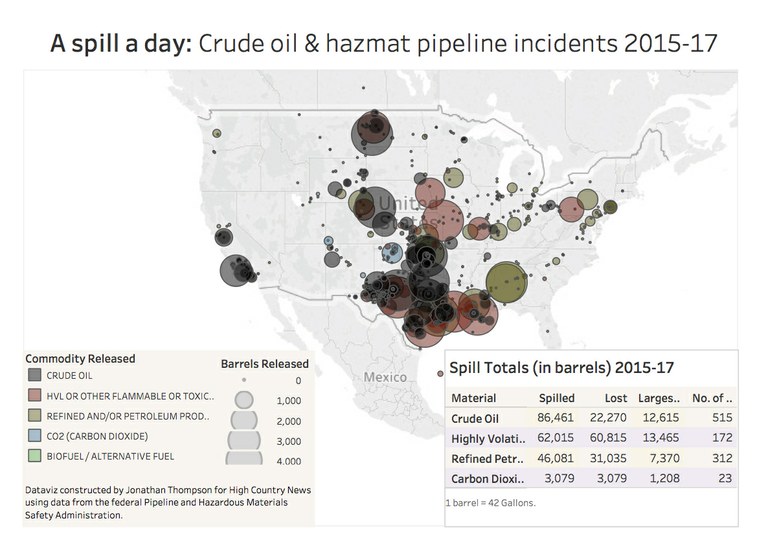 A spill a day: Crude oil & hazmat pipeline incidents 2015-17
United
States
Mexico
Commodity Released
CRUDE OIL
HVL OR OTHER FLAMMABLE OR TOXIC..
REFINED AND/OR PETROLEUM PROD..
CO2 (CARBON DIOXIDE)
BIOFUEL / ALTERNATIVE FUEL
Barrels Released
0
1,000
2,000
3,000
4,000
Dataviz constructed by Jonathan Thompson for High Country News
using data from the federal Pipeline and Hazardous Materials
Safety Administration.
Spill Totals (in barrels) 2015-17
Material Spilled Lost Larges.. No. of ..
Crude Oil 86,461 22,270 12,615 515
Highly Volati.. 62,015 60,815 13,465 172
Refined Petr.. 46,081 31,035 7,370 312
Carbon Dioxi.. 3,079 3,079 1,208 23
1 barrel = 42 Gallons.